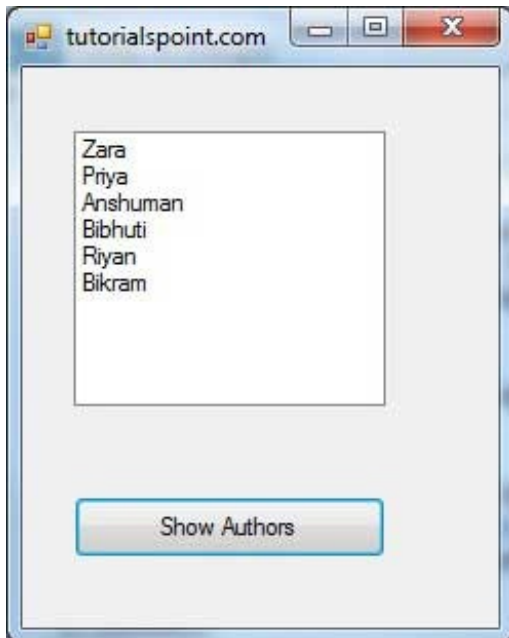 tutorialspoint.com
Zara
Priya
Anshuman
Bibhuti
Riyan
Bikram
Show Authors